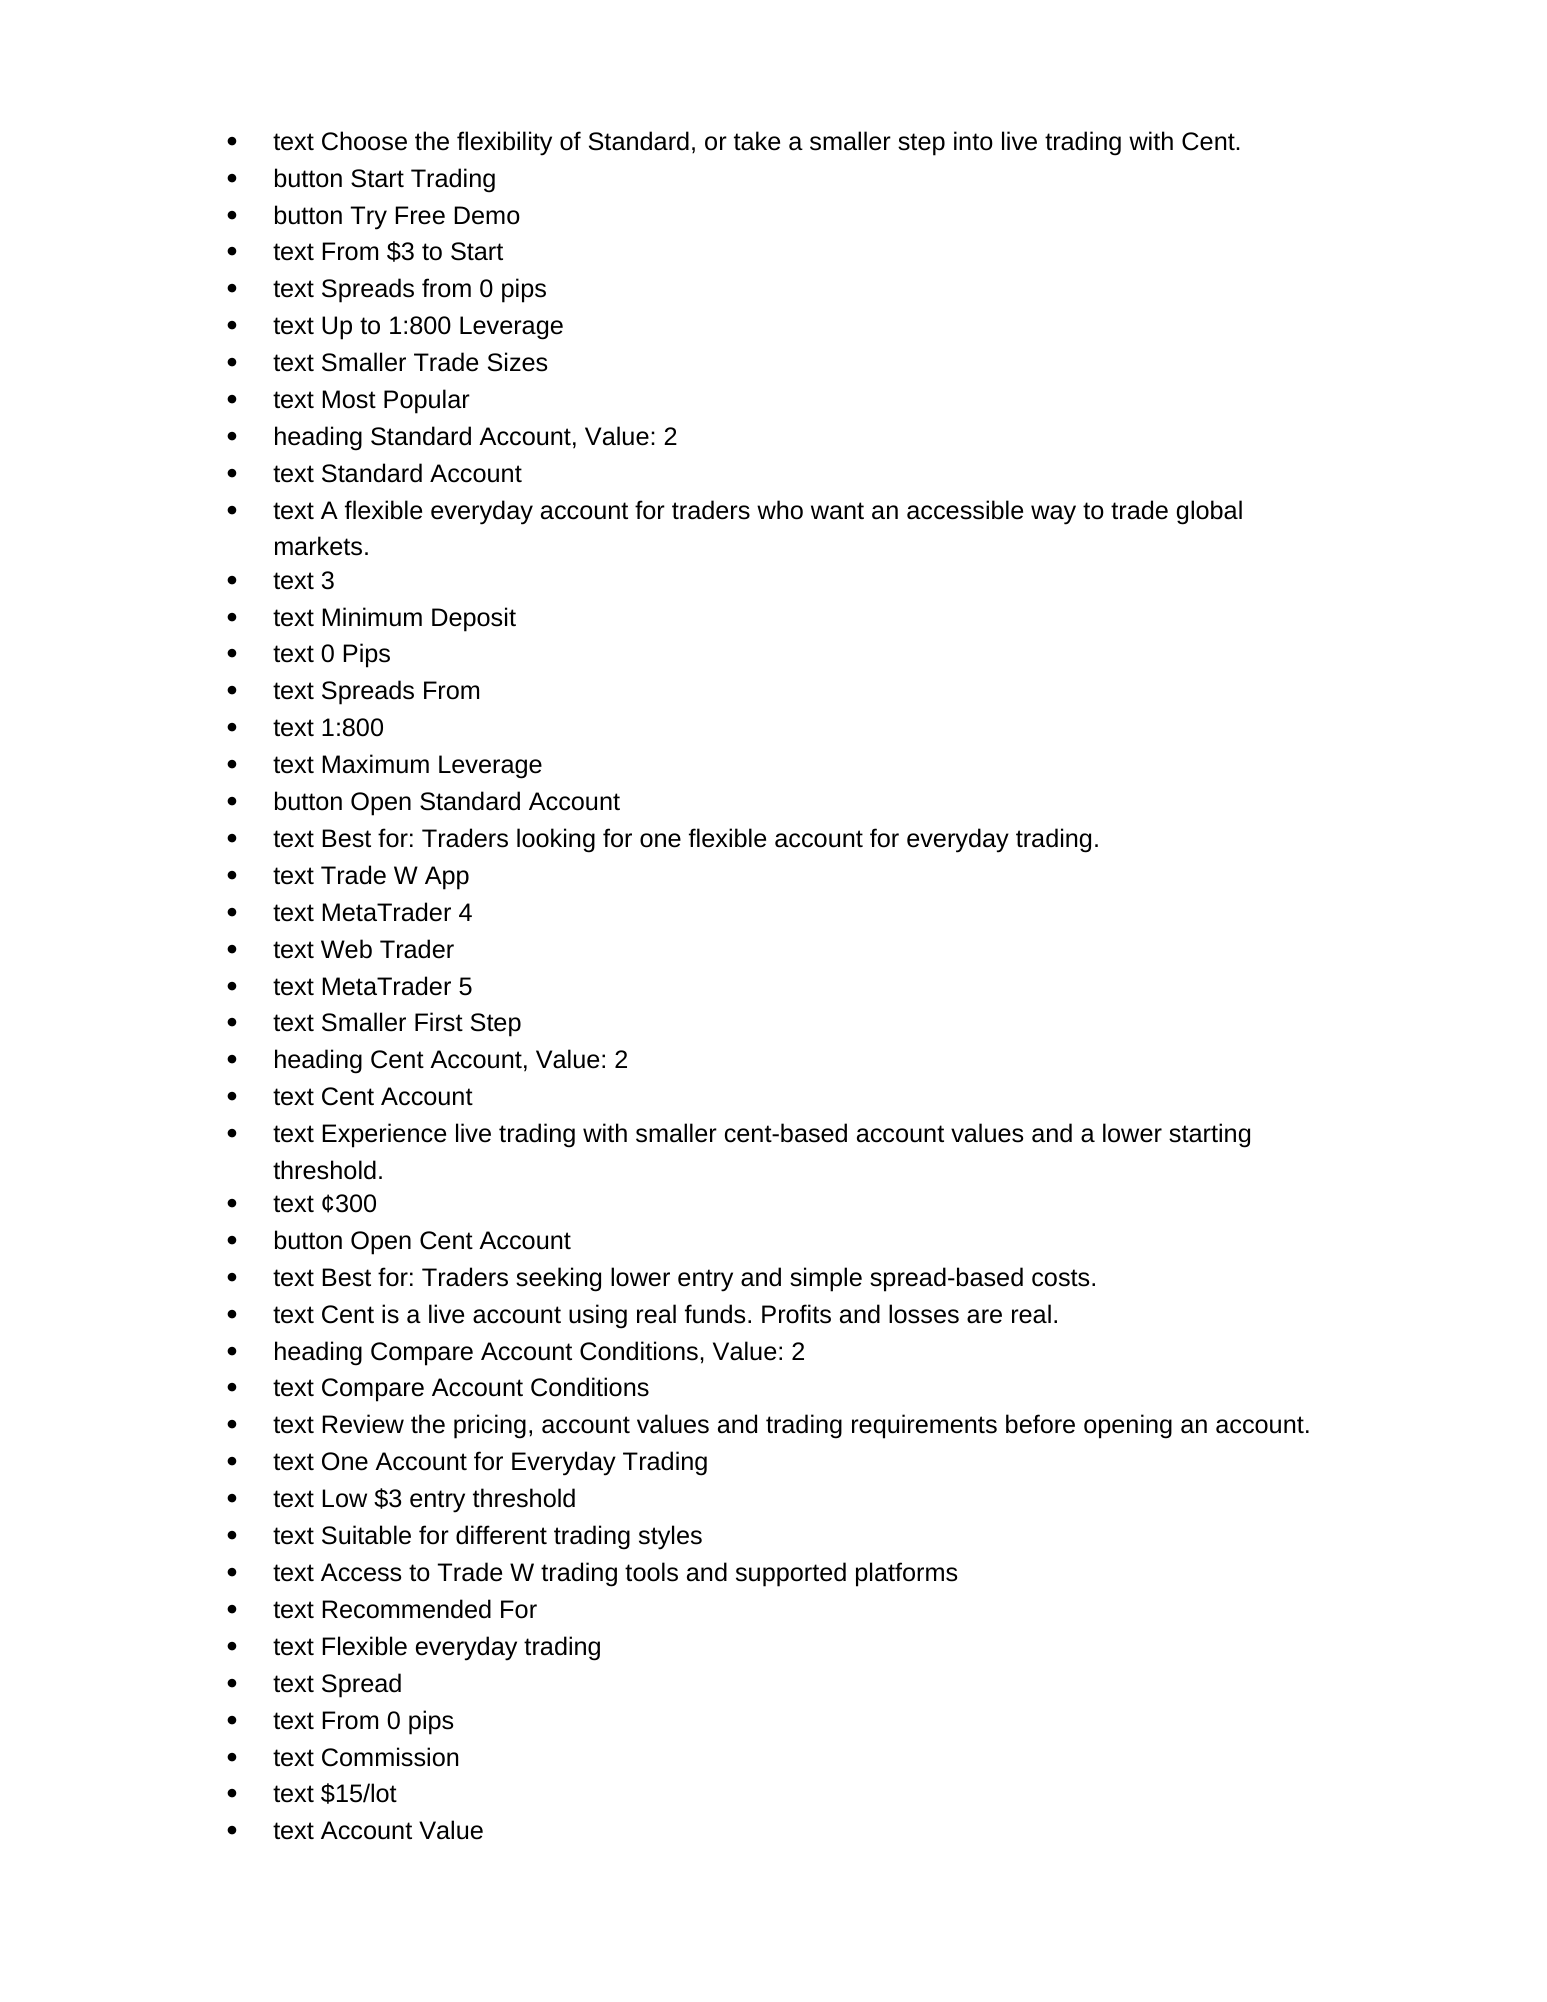 • text Choose the flexibility of Standard, or take a smaller step into live trading with Cent.
• button Start Trading
• button Try Free Demo
• text From $3 to Start
• text Spreads from 0 pips
• text Up to 1:800 Leverage
• text Smaller Trade Sizes
• text Most Popular
• heading Standard Account, Value: 2
• text Standard Account
• text A flexible everyday account for traders who want an accessible way to trade global
markets.
• text 3
• text Minimum Deposit
• text 0 Pips
• text Spreads From
• text 1:800
• text Maximum Leverage
• button Open Standard Account
• text Best for: Traders looking for one flexible account for everyday trading.
• text Trade W App
• text MetaTrader 4
• text Web Trader
• text MetaTrader 5
• text Smaller First Step
• heading Cent Account, Value: 2
• text Cent Account
• text Experience live trading with smaller cent-based account values and a lower starting
threshold.
• text ¢300
• button Open Cent Account
• text Best for: Traders seeking lower entry and simple spread-based costs.
• text Cent is a live account using real funds. Profits and losses are real.
• heading Compare Account Conditions, Value: 2
• text Compare Account Conditions
• text Review the pricing, account values and trading requirements before opening an account.
• text One Account for Everyday Trading
• text Low $3 entry threshold
• text Suitable for different trading styles
• text Access to Trade W trading tools and supported platforms
• text Recommended For
• text Flexible everyday trading
• text Spread
• text From 0 pips
• text Commission
• text $15/lot
• text Account Value